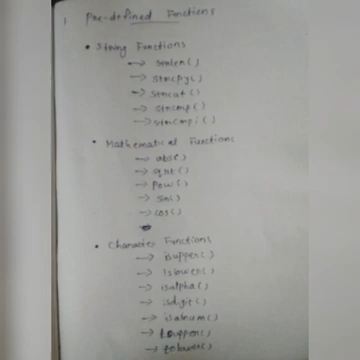 1 Pre-defined Functions
• String Functions
→ strlen()
→ strcpy()
→ strcat()
→ strcmp()
→ strcmpi()
• Mathematical Functions
→ abs()
→ sqrt()
→ Pow()
→ Sin()
→ cos()
• Character Functions
→ isupper()
→ islower()
→ isalpha()
→ isdigit()
→ isalnum()
→ toupper()
→ tolower()